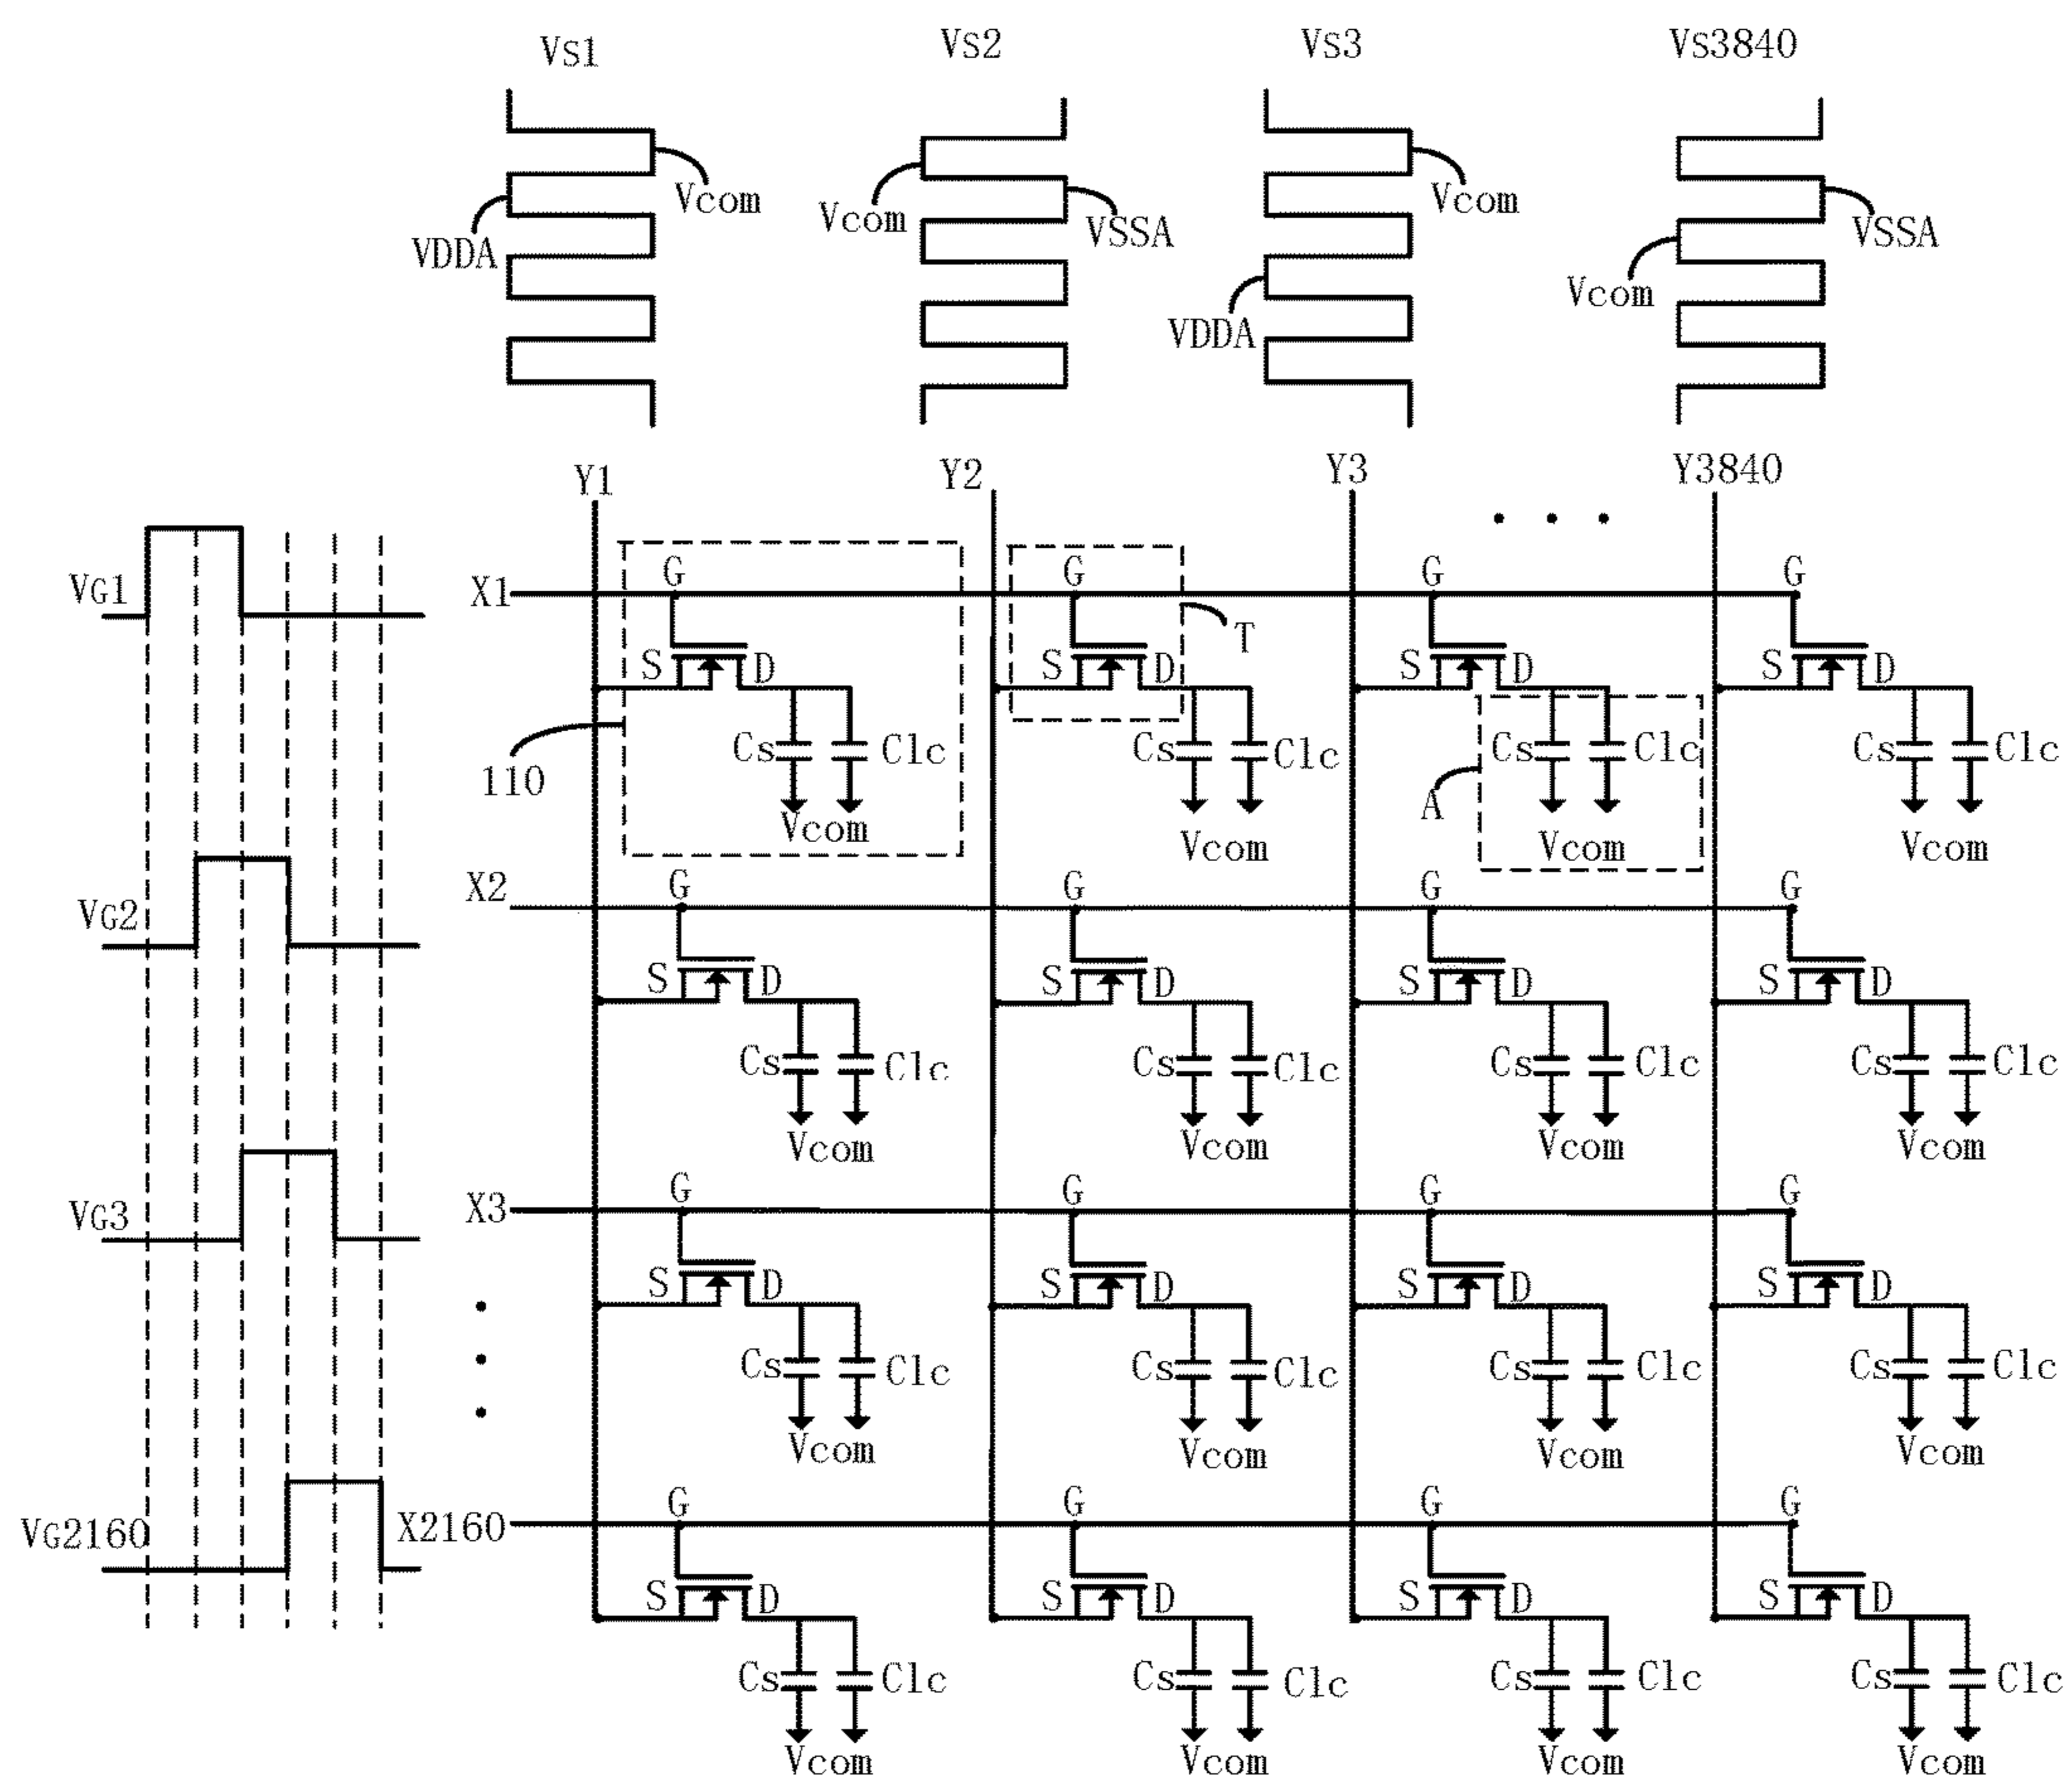 VS1 VS2 VS3 VS3840
Vcom Vcom Vcom VSSA
VDDA VSSA Vcom
VDDA
Y1 Y2 Y3 Y3840
. . .
VG1 X1 G G G G
T
S D S D S D S D
110 Cs Clc Cs Clc A Cs Clc Cs Clc
Vcom Vcom Vcom Vcom
VG2 X2 G G G G
S D S D S D S D
Cs Clc Cs Clc Cs Clc Cs Clc
Vcom Vcom Vcom Vcom
VG3 X3 G G G G
S D S D S D S D
Cs Clc Cs Clc Cs Clc Cs Clc
Vcom Vcom Vcom Vcom
VG2160 X2160 G G G G
S D S D S D S D
Cs Clc Cs Clc Cs Clc Cs Clc
Vcom Vcom Vcom Vcom